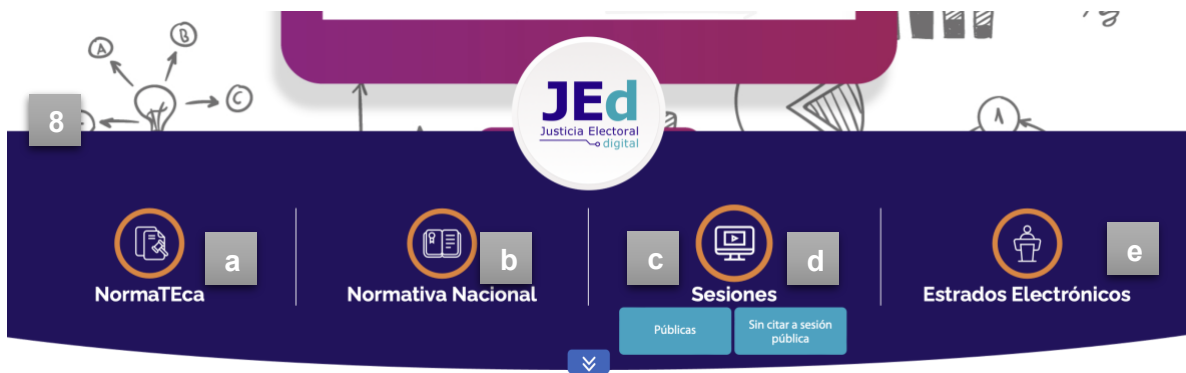 B
A
C
8
JEd
Justicia Electoral
digital
A
a
b
c
d
e
NormaTEca
Normativa Nacional
Sesiones
Estrados Electrónicos
Públicas
Sin citar a sesión
pública